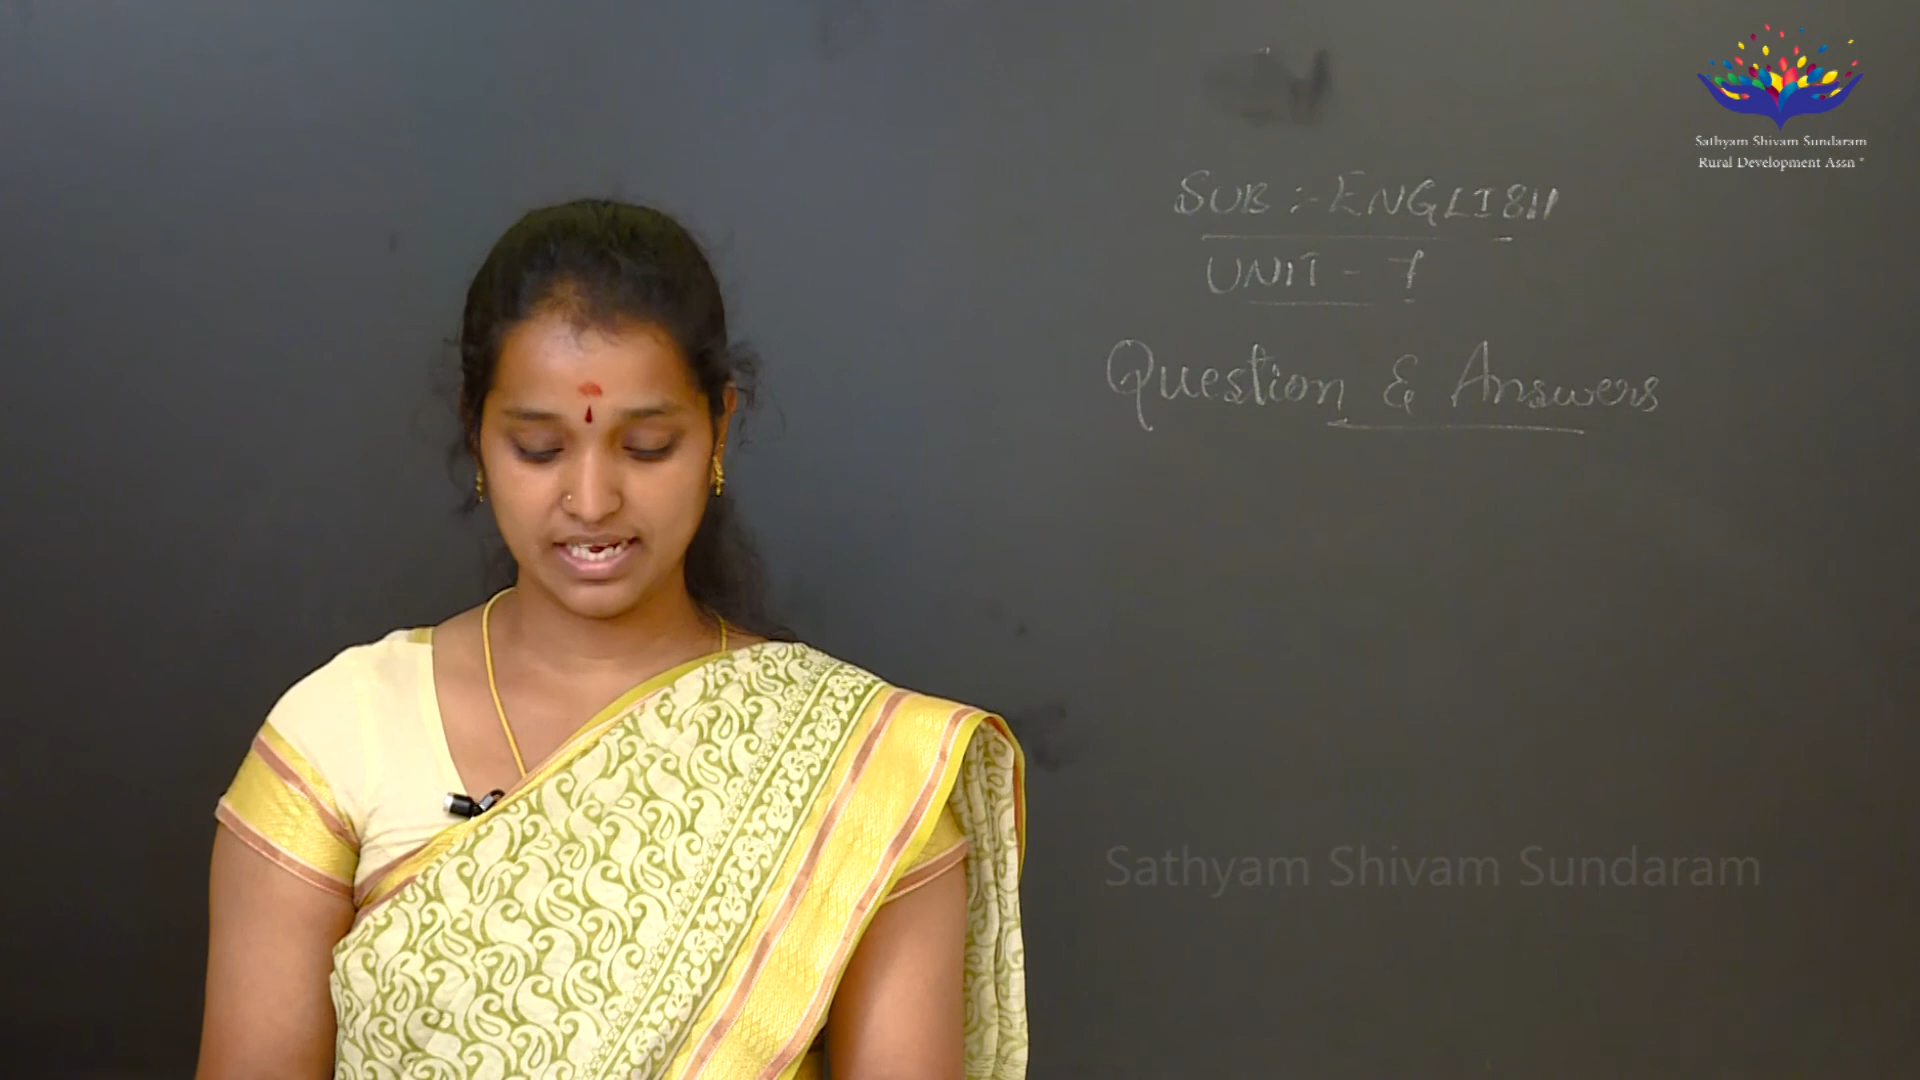 Sathyam Shivam Sundaram
Rural Development Assn ®
SUB :- ENGLISH
UNIT - 7
Question & Answers
Sathyam Shivam Sundaram